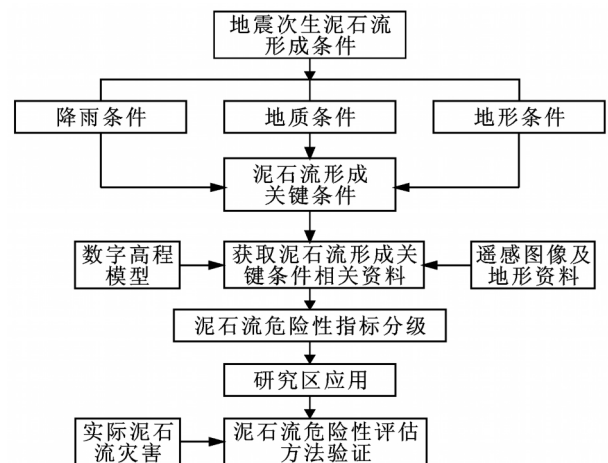 地震次生泥石流
形成条件
降雨条件
地质条件
地形条件
泥石流形成
关键条件
数字高程
模型
获取泥石流形成关
键条件相关资料
遥感图像及
地形资料
泥石流危险性指标分级
研究区应用
实际泥石
流灾害
泥石流危险性评估
方法验证